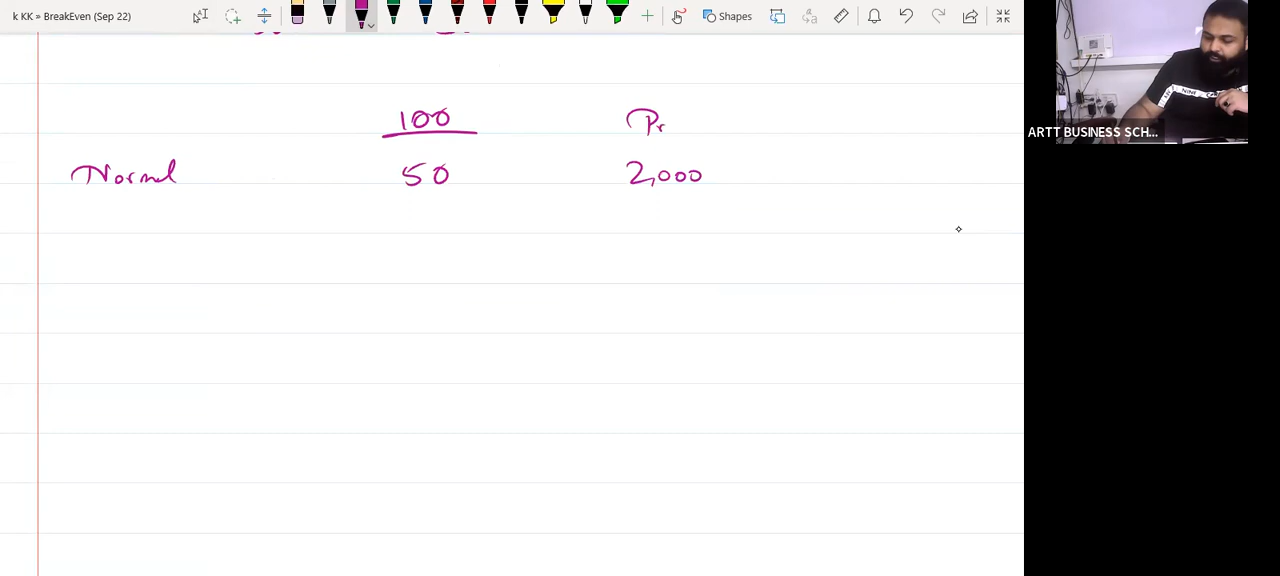 k KK » BreakEven (Sep 22) Shapes
ARTT BUSINESS SCH...
100 Pr
Normal 50 2,000